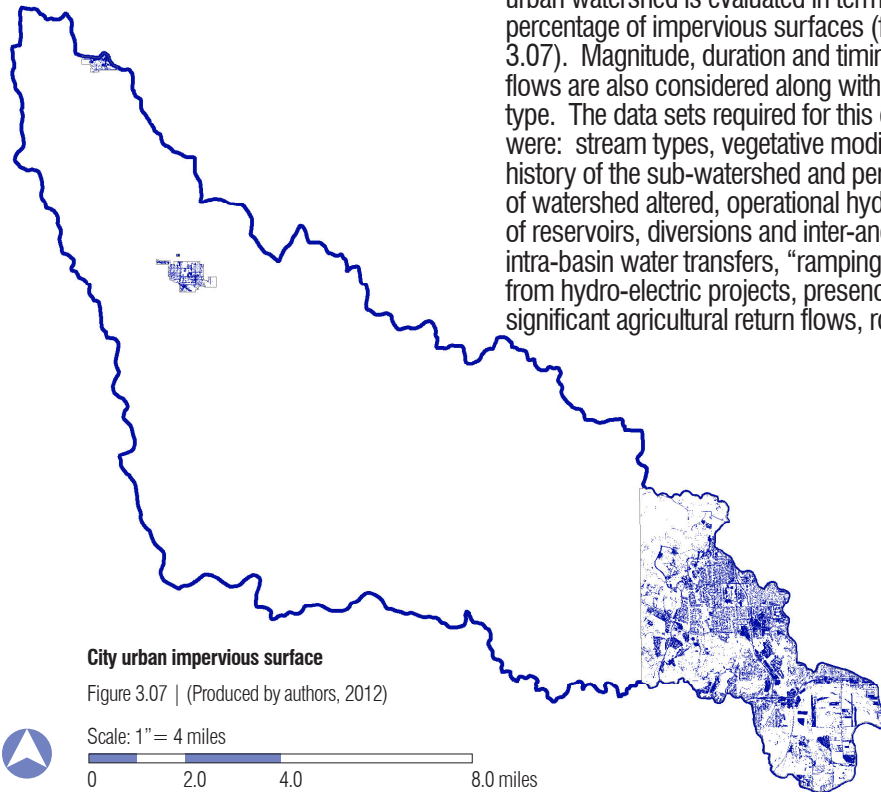 urban watershed is evaluated in term
percentage of impervious surfaces (f
3.07). Magnitude, duration and timin
flows are also considered along with
type. The data sets required for this
were: stream types, vegetative modi
history of the sub-watershed and per
of watershed altered, operational hyd
of reservoirs, diversions and inter-an
intra-basin water transfers, “ramping
from hydro-electric projects, presenc
significant agricultural return flows, r
City urban impervious surface
Figure 3.07 | (Produced by authors, 2012)
Scale: 1”= 4 miles
0 2.0 4.0 8.0 miles